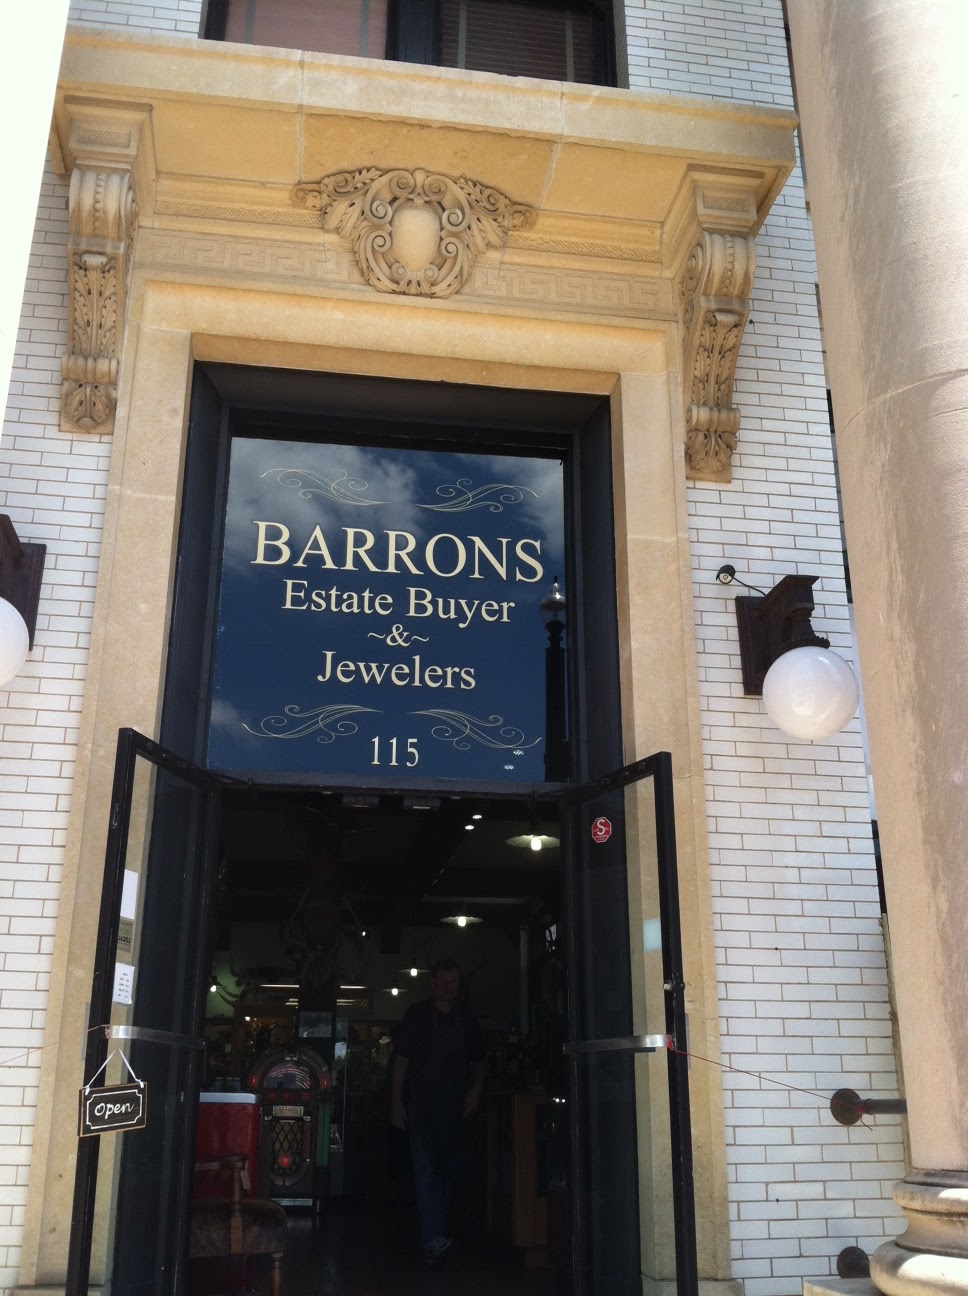 BARRONS
Estate Buyer
~&~
Jewelers
115
Open